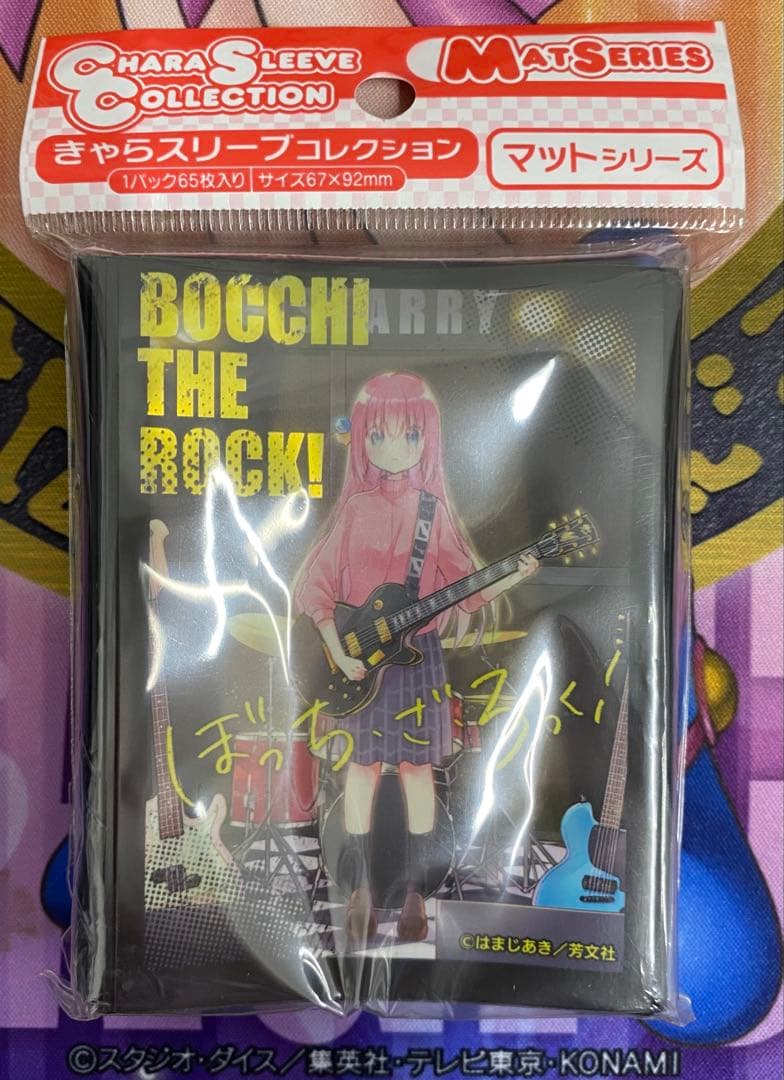 CHARA SLEEVE COLLECTION
MAT SERIES
きゃらスリーブコレクション
マットシリーズ
1パック65枚入り サイズ67×92mm
BOCCHI
ARRY
THE
ROCK!
ぼっち・ざ・ろっく!
©はまじあき／芳文社
©スタジオ・ダイス／集英社・テレビ東京・KONAMI